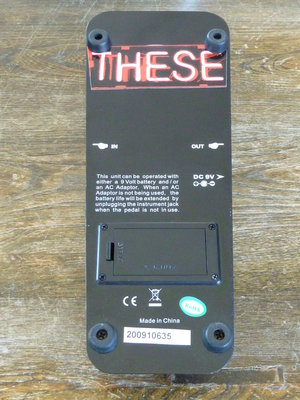 THESE
IN OUT
DC 9V
This unit can be operated with
either a 9 Volt battery and / or
an AC Adaptor. When an AC
Adaptor is not being used, the
battery life will be extended by
unplugging the instrument jack
when the pedal is not in use.
CE
Made in China
200910635